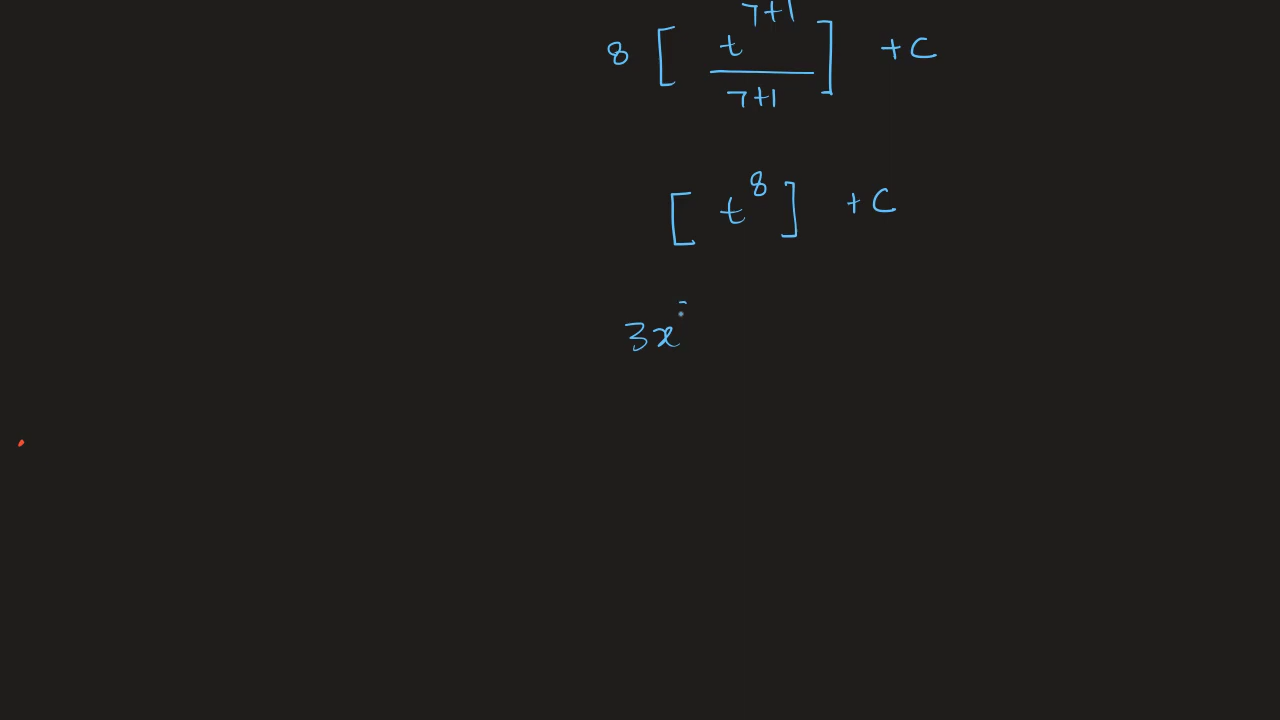 8 [ t^{7+1} / 7+1 ] + C
[ t^8 ] + C
3x